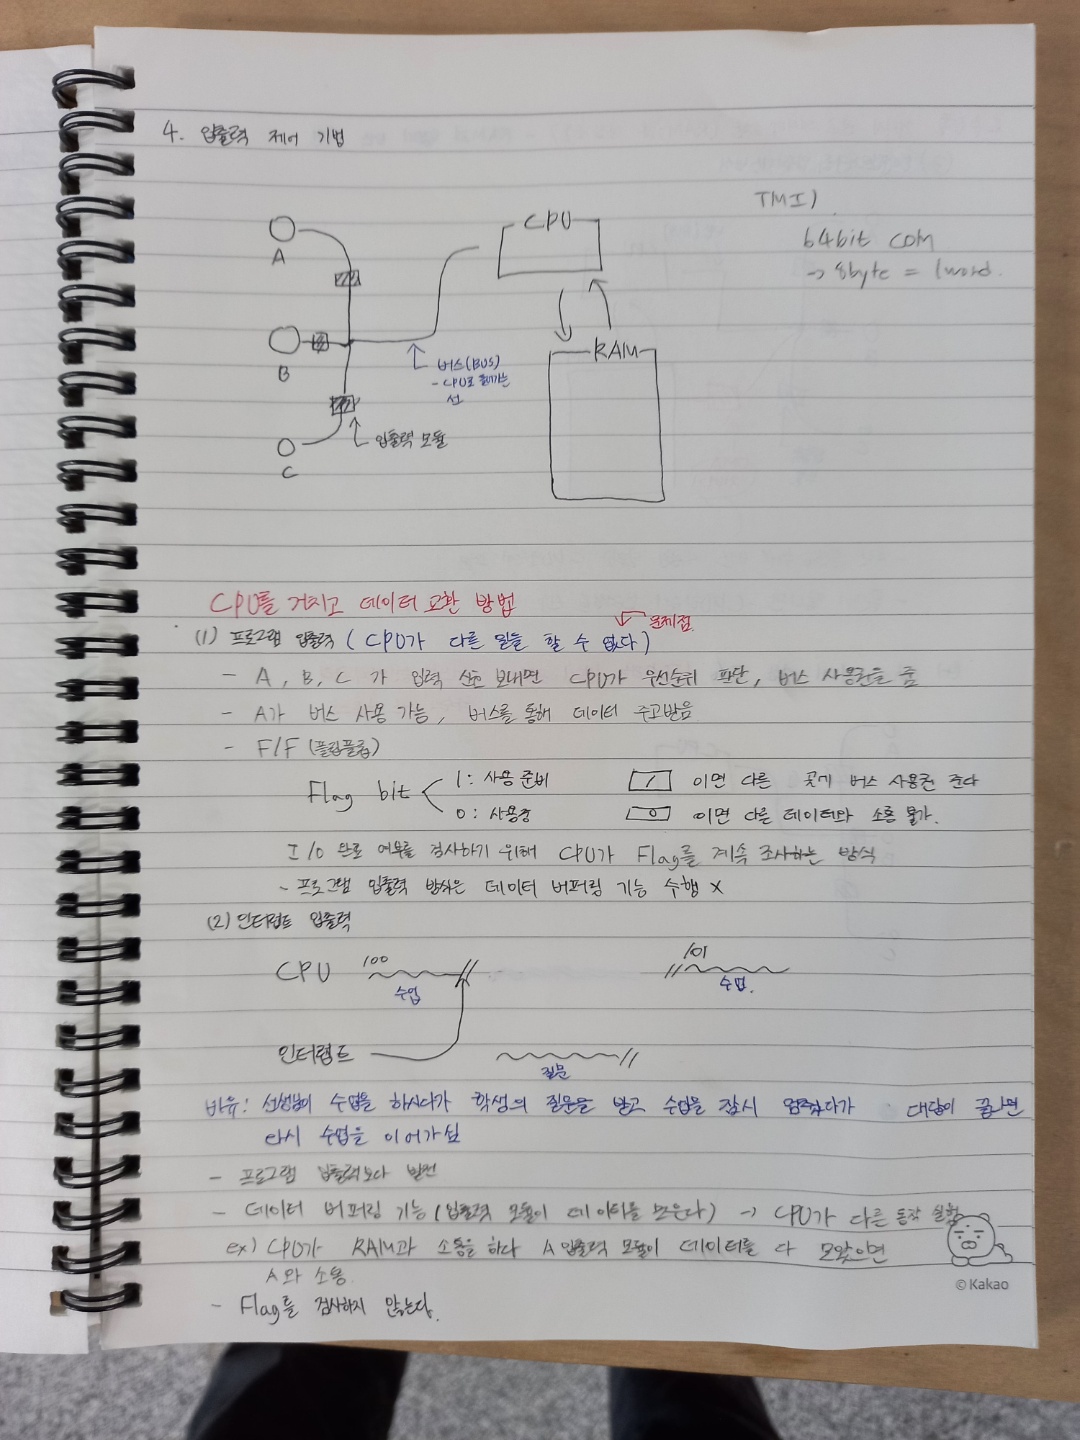 4. 입출력 제어 기법
TMI)
64bit com
→ 8byte = 1word.
CPU
A
RAM
B
버스(BUS)
- CPU로 들어가는
선
입출력 모듈
C
CPU를 거치고 데이터 교환 방법
문제점
(1) 프로그램 입출력 (CPU가 다른 일을 할 수 없다)
- A, B, C 가 입력 신호 보내면 CPU가 우선순위 판단, 버스 사용권을 줌
- A가 버스 사용 가능, 버스를 통해 데이터 주고받음
- F/F (플립플롭)
Flag bit
1: 사용 준비
1 이면 다른 곳에 버스 사용권 준다
0: 사용중
0 이면 다른 데이터와 소통 불가.
I/O 완료 여부를 검사하기 위해 CPU가 Flag를 계속 조사하는 방식
- 프로그램 입출력 방식은 데이터 버퍼링 기능 수행 X
(2) 인터럽트 입출력
CPU 100 101
수업 수업.
인터럽트
질문
비유: 선생님이 수업을 하시다가 학생의 질문을 받고 수업을 잠시 멈추었다가 대답이 끝나면
다시 수업을 이어가심
- 프로그램 입출력보다 발전
- 데이터 버퍼링 기능 (입출력 모듈이 데이터를 모은다) → CPU가 다른 동작 실행
ex) CPU가 RAM과 소통을 하다 A 입출력 모듈이 데이터를 다 모았으면
A와 소통.
- Flag를 검사하지 않는다.
© Kakao